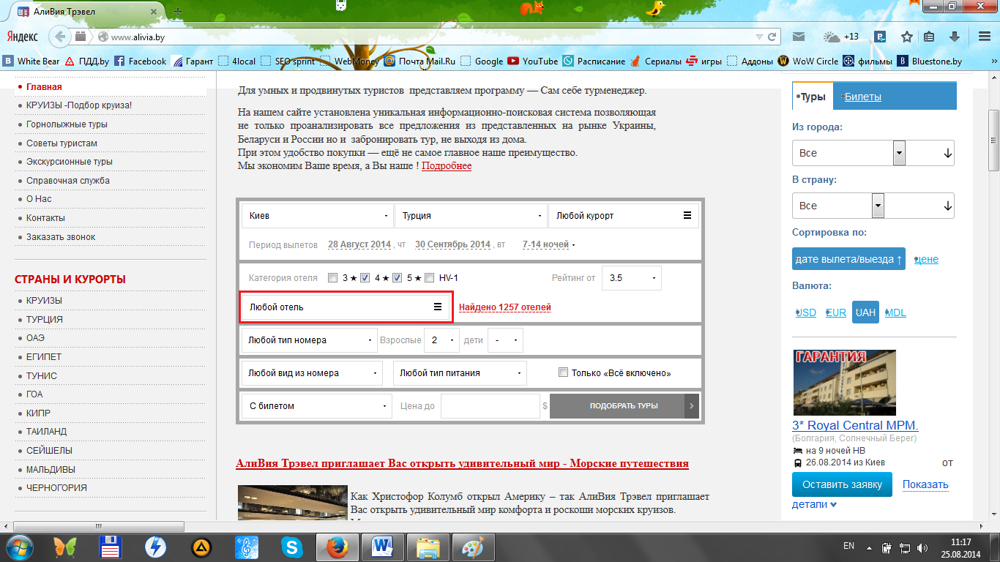 АлиВия Трэвел
Яндекс
www.alivia.by
+13
White Bear ПДД.by Facebook Гарант 4local SEO sprint WebMoney Почта Mail.Ru Google YouTube Расписание Сериалы игры Аддоны WoW Circle фильмы Bluestone.by
Главная
КРУИЗЫ -Подбор круиза!
Горнолыжные туры
Советы туристам
Экскурсионные туры
Справочная служба
О Нас
Контакты
Заказать звонок
СТРАНЫ И КУРОРТЫ
КРУИЗЫ
ТУРЦИЯ
ОАЭ
ЕГИПЕТ
ТУНИС
ГОА
КИПР
ТАИЛАНД
СЕЙШЕЛЫ
МАЛЬДИВЫ
ЧЕРНОГОРИЯ
Для умных и продвинутых туристов представляем программу — Сам себе турменеджер.
На нашем сайте установлена уникальная информационно-поисковая система позволяющая
не только проанализировать все предложения из представленных на рынке Украины,
Беларуси и России но и забронировать тур, не выходя из дома.
При этом удобство покупки — ещё не самое главное наше преимущество.
Мы экономим Ваше время, а Вы наше ! Подробнее
Киев Турция Любой курорт
Период вылетов 28 Август 2014 , чт 30 Сентябрь 2014 , вт 7-14 ночей
Категория отеля 3 ★ 4 ★ 5 ★ HV-1 Рейтинг от 3.5
Любой отель Найдено 1257 отелей
Любой тип номера Взрослые 2 дети -
Любой вид из номера Любой тип питания Только «Всё включено»
С билетом Цена до $ ПОДОБРАТЬ ТУРЫ
АлиВия Трэвел приглашает Вас открыть удивительный мир - Морские путешествия
Как Христофор Колумб открыл Америку – так АлиВия Трэвел приглашает
Вас открыть удивительный мир комфорта и роскоши морских круизов.
Туры Билеты
Из города:
Все
В страну:
Все
Сортировка по:
дате вылета/выезда ↑ цене
Валюта:
USD EUR UAH MDL
ГАРАНТИЯ
3* Royal Central МРМ.
(Болгария, Солнечный Берег)
на 9 ночей HB
26.08.2014 из Киев от
Оставить заявку Показать
детали
EN
11:17
25.08.2014